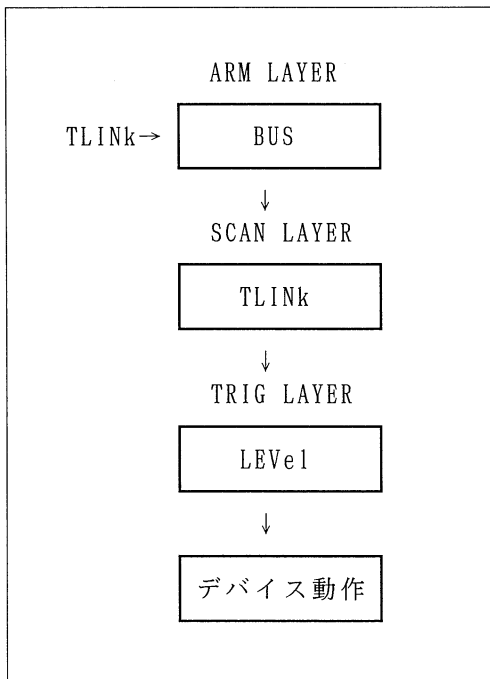 ARM LAYER
TLINk→ BUS
↓
SCAN LAYER
TLINk
↓
TRIG LAYER
LEVel
↓
デバイス動作